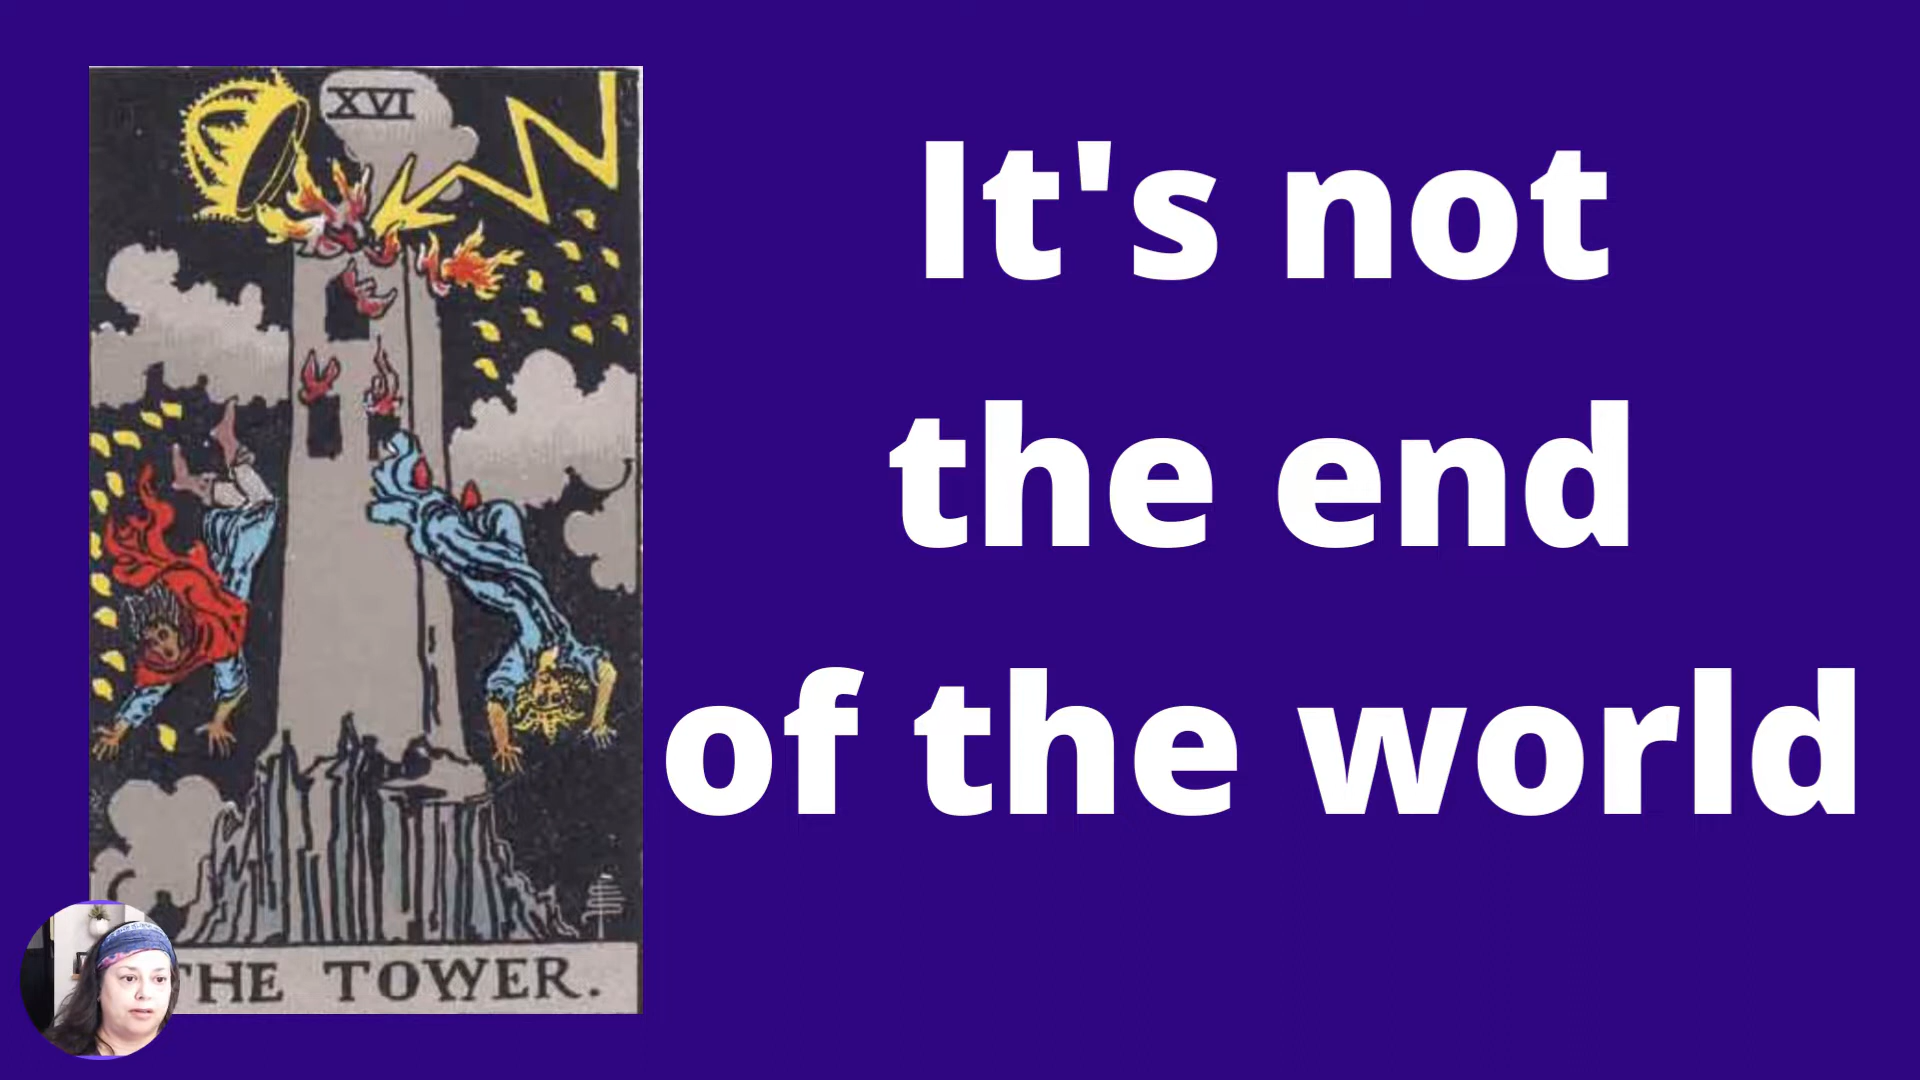 XVI
THE TOWER.
It's not
the end
of the world